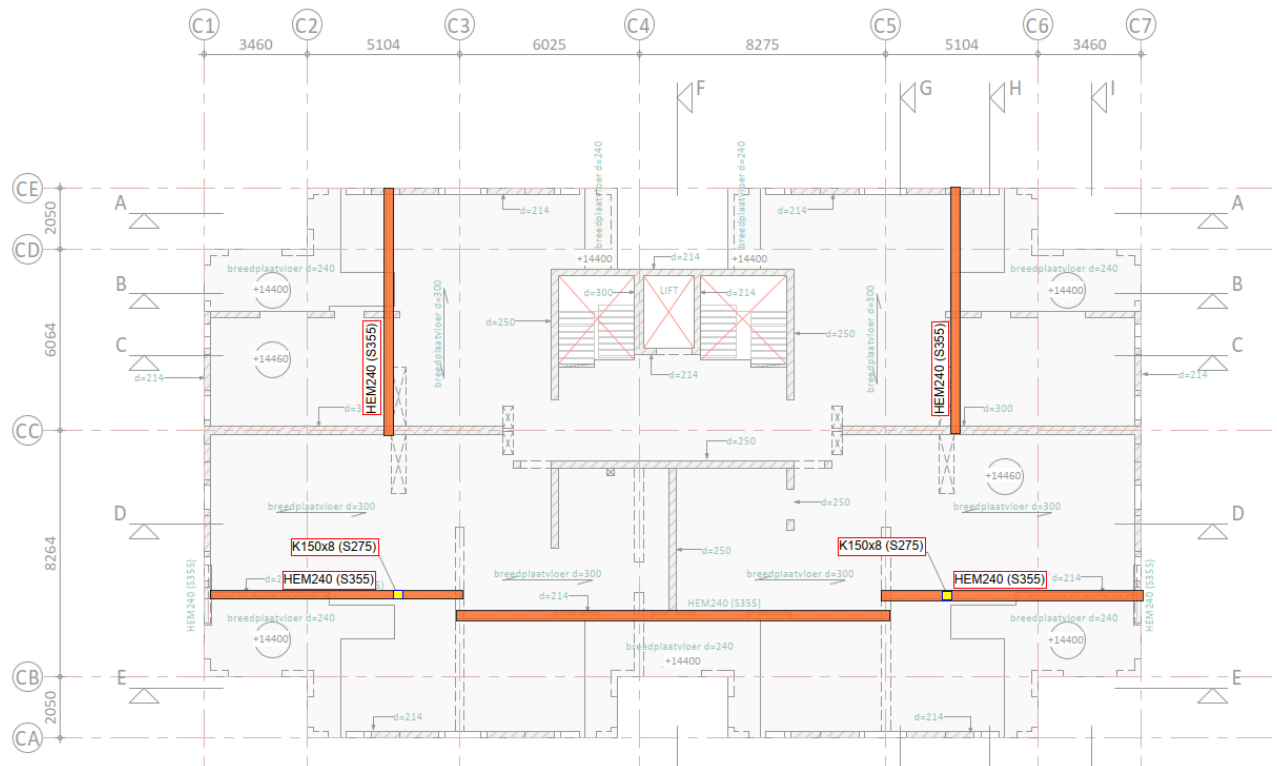 C1 C2 C3 C4 C5 C6 C7
3460 5104 6025 8275 5104 3460
F G H I
breedplaatvloer d=240
breedplaatvloer d=240
CE
A
A
2050
d=214
d=214
CD
breedplaatvloer d=240
+14400
d=214
+14400
breedplaatvloer d=240
B
B
+14400
d=300
LIFT
d=214
+14400
breedplaatvloer d=300
breedplaatvloer d=300
d=250
d=250
6064
C
C
+14460
d=214
d=214
d=214
HEM240 (S355)
HEM240 (S355)
d=300
CC
d=250
+14460
breedplaatvloer d=300
d=250
breedplaatvloer d=300
D
D
8264
K150x8 (S275)
K150x8 (S275)
d=250
HEM240 (S355)
breedplaatvloer d=300
breedplaatvloer d=300
HEM240 (S355)
d=214
HEM240 (S355)
HEM240 (S355)
d=214
HEM240 (S355)
breedplaatvloer d=240
breedplaatvloer d=240
+14400
breedplaatvloer d=240
+14400
+14400
CB
E
E
2050
d=214
d=214
CA